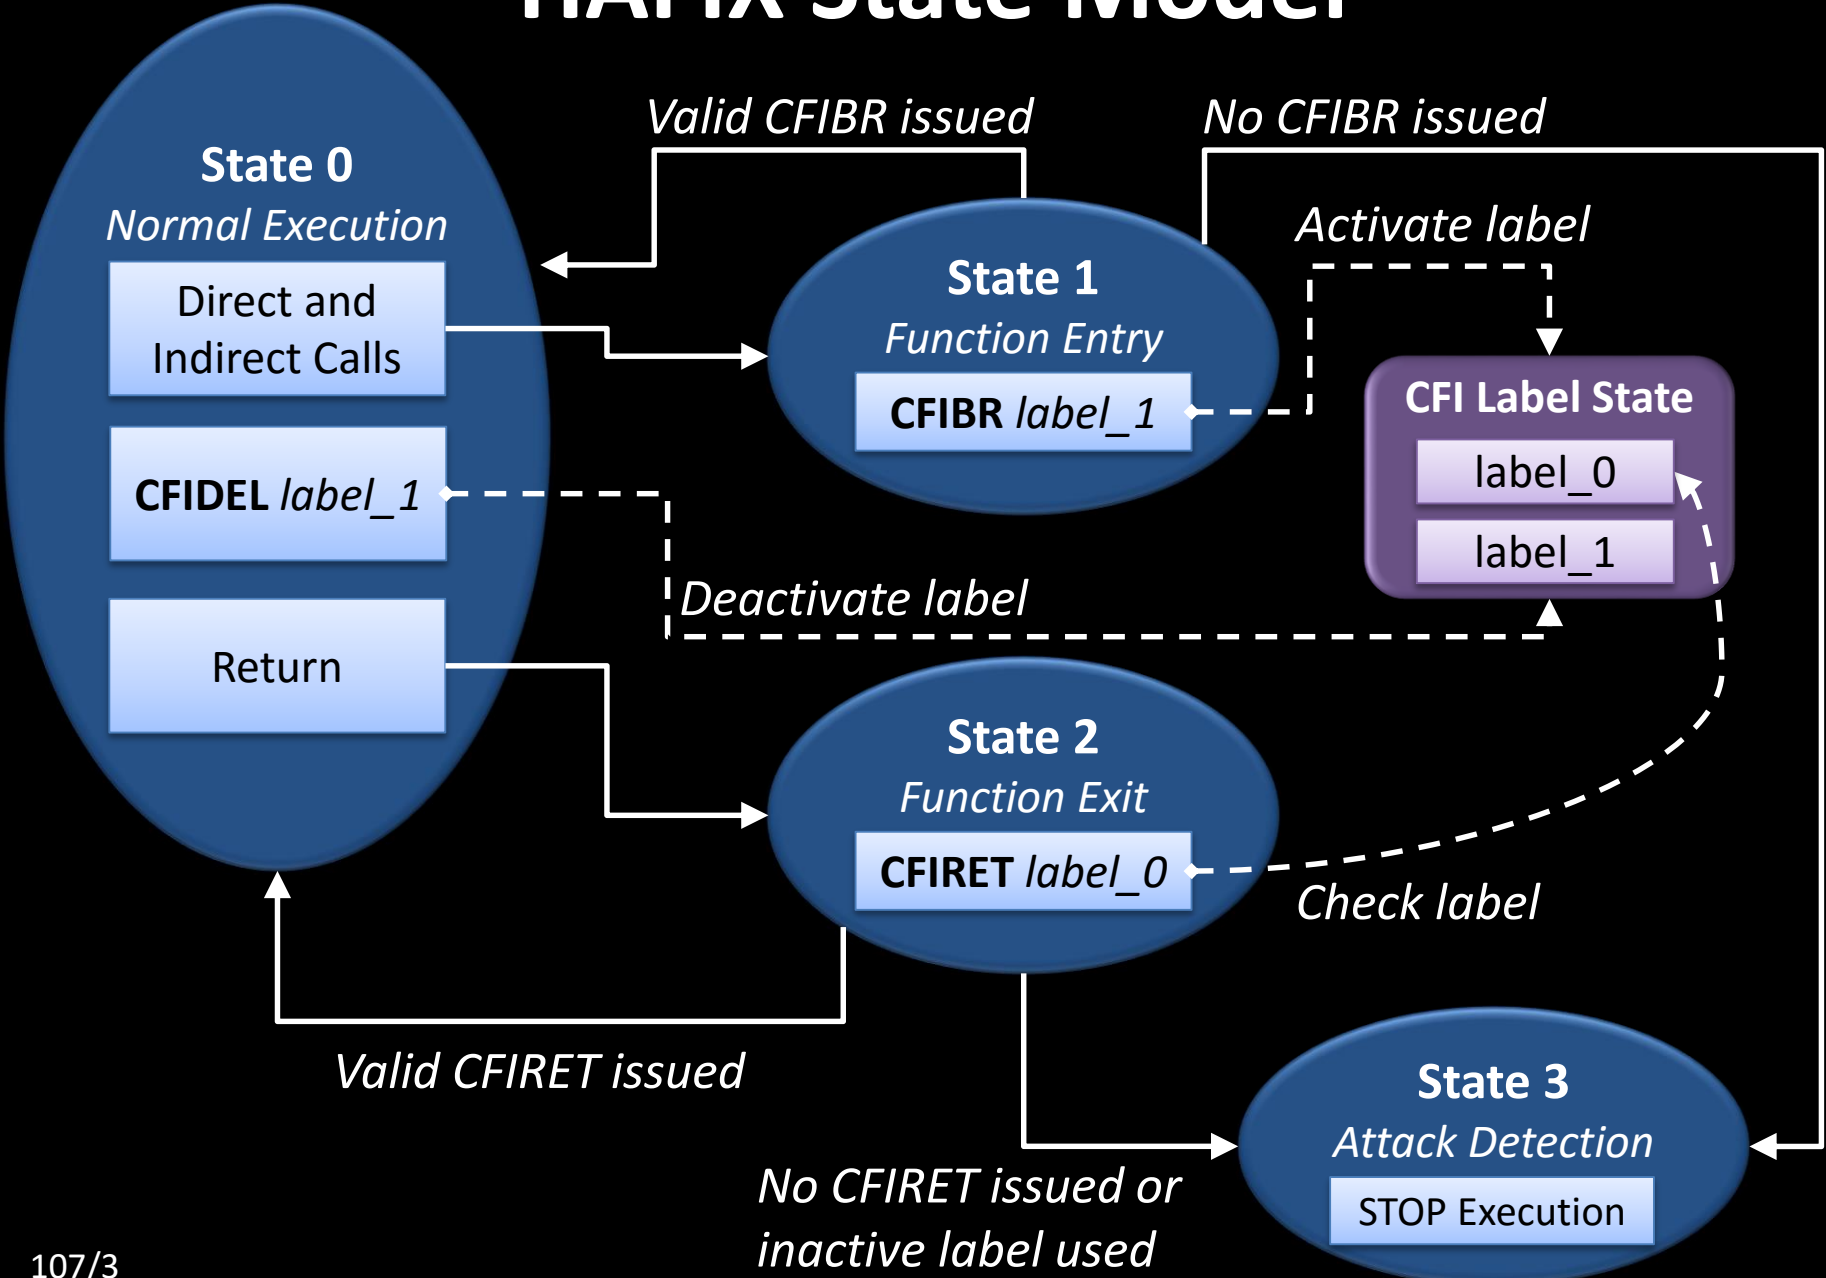 HAFIX State Model
Valid CFIBR issued
No CFIBR issued
State 0
Normal Execution
Direct and
Indirect Calls
CFIDEL label_1
Return
State 1
Function Entry
CFIBR label_1
Activate label
CFI Label State
label_0
label_1
Deactivate label
State 2
Function Exit
CFIRET label_0
Check label
Valid CFIRET issued
State 3
Attack Detection
STOP Execution
No CFIRET issued or
inactive label used
107/3